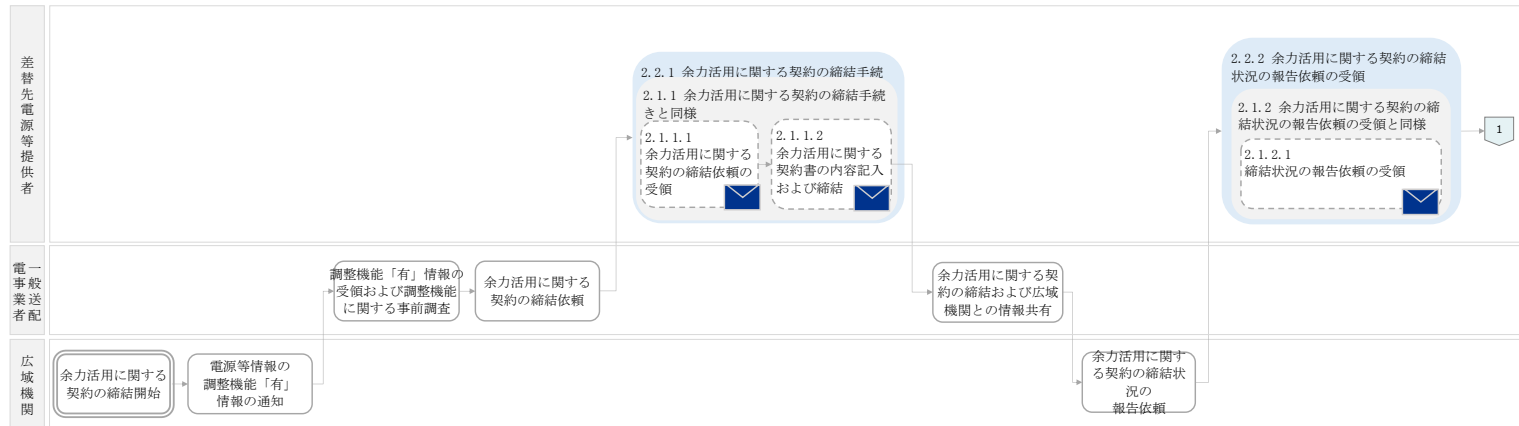 差替先電源等提供者
2.2.1 余力活用に関する契約の締結手続
2.1.1 余力活用に関する契約の締結手続
きと同様
2.1.1.1
余力活用に関する
契約の締結依頼の
受領
2.1.1.2
余力活用に関する
契約書の内容記入
および締結
2.2.2 余力活用に関する契約の締結
状況の報告依頼の受領
2.1.2 余力活用に関する契約の締
結状況の報告依頼の受領と同様
2.1.2.1
締結状況の報告依頼の受領
1
一般送配
電事業者
調整機能「有」情報の
受領および調整機能
に関する事前調査
余力活用に関する
契約の締結依頼
余力活用に関する契
約の締結および広域
機関との情報共有
広域機関
余力活用に関する
契約の締結開始
電源等情報の
調整機能「有」
情報の通知
余力活用に関す
る契約の締結状
況の
報告依頼